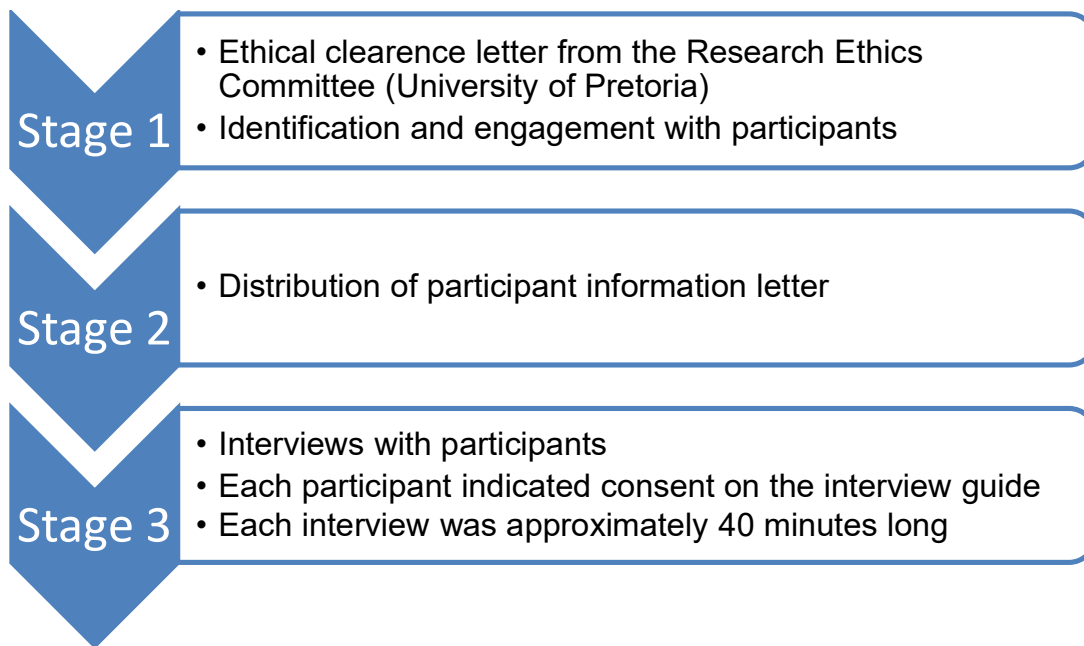 Stage 1
• Ethical clearence letter from the Research Ethics
Committee (University of Pretoria)
• Identification and engagement with participants
Stage 2
• Distribution of participant information letter
Stage 3
• Interviews with participants
• Each participant indicated consent on the interview guide
• Each interview was approximately 40 minutes long